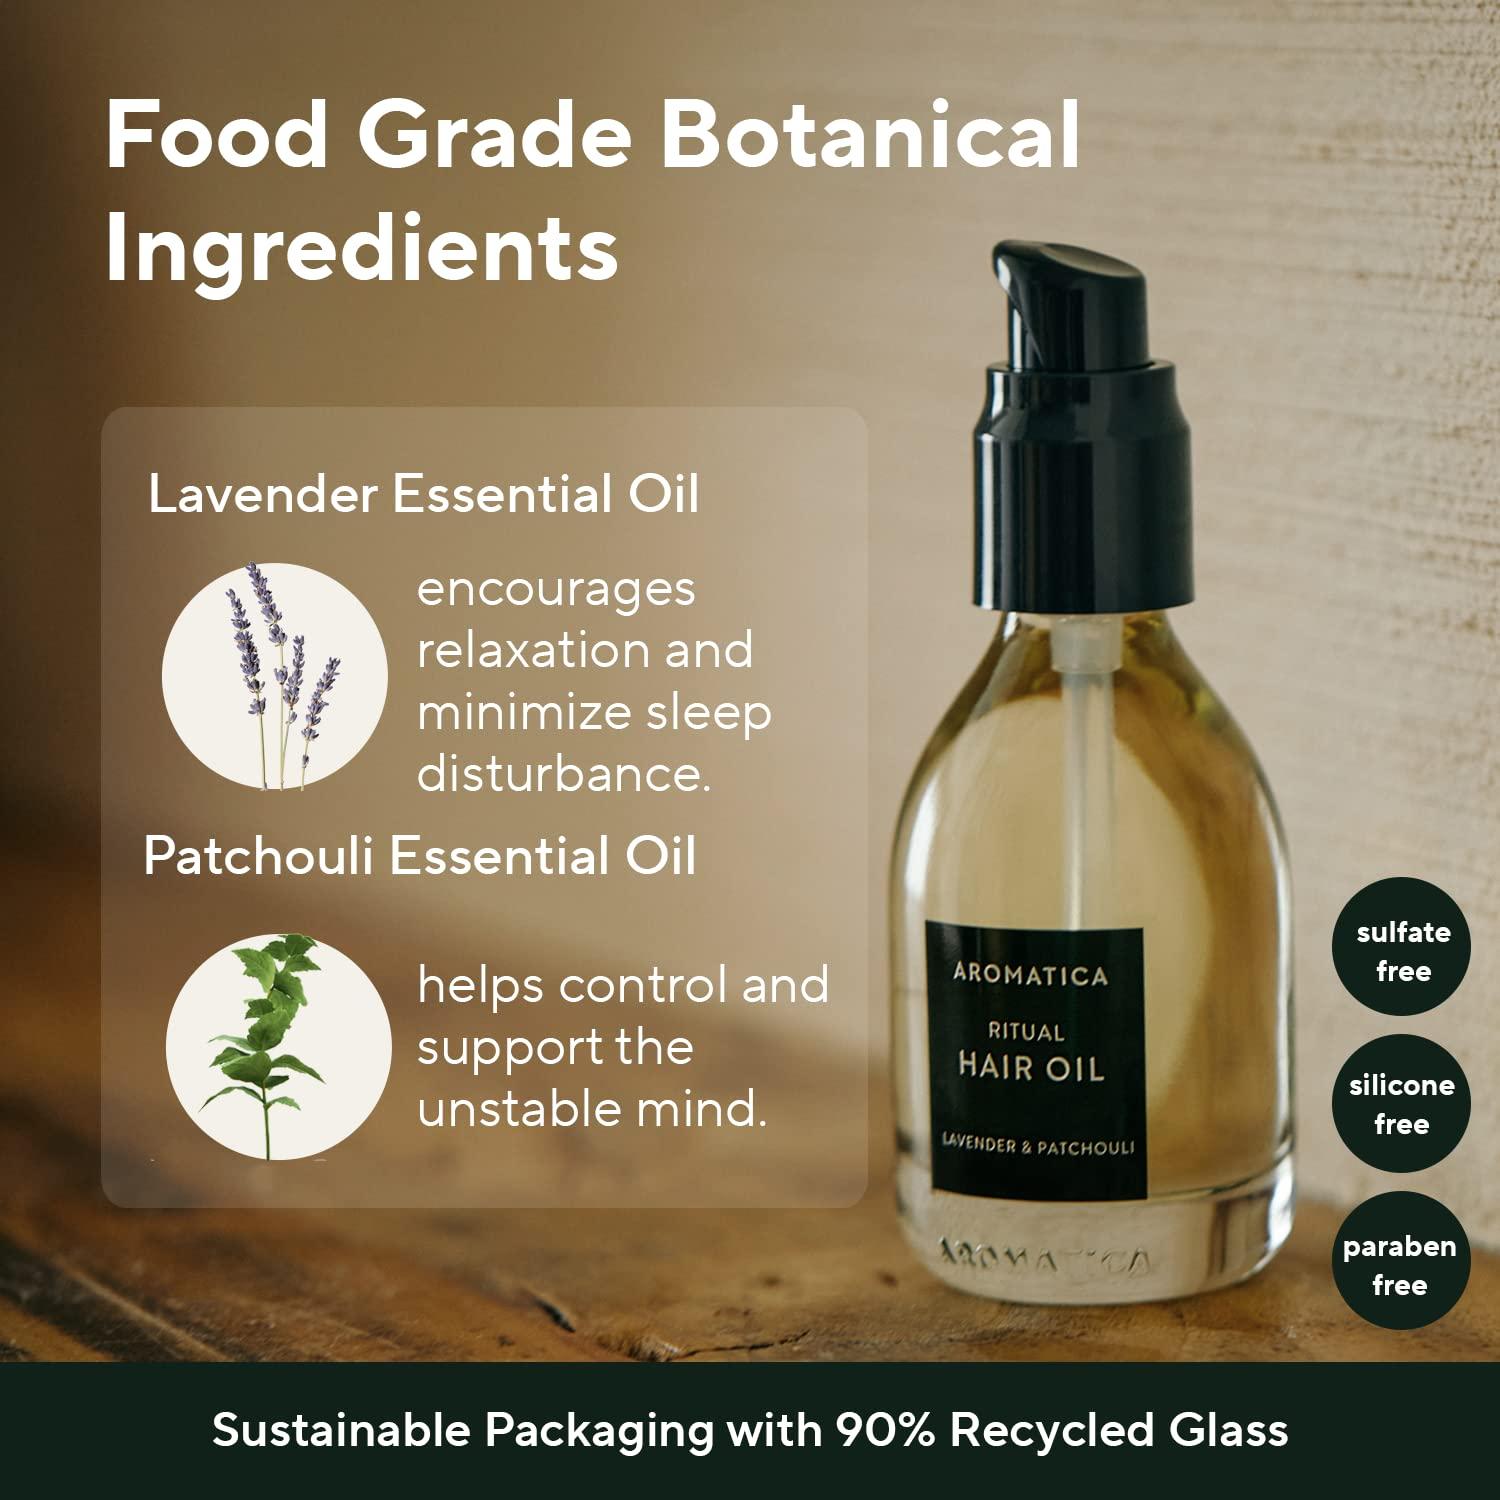 Food Grade Botanical
Ingredients
Lavender Essential Oil
encourages
relaxation and
minimize sleep
disturbance.
Patchouli Essential Oil
helps control and
support the
unstable mind.
AROMATICA
RITUAL
HAIR OIL
LAVENDER & PATCHOULI
AROMATICA
sulfate
free
silicone
free
paraben
free
Sustainable Packaging with 90% Recycled Glass